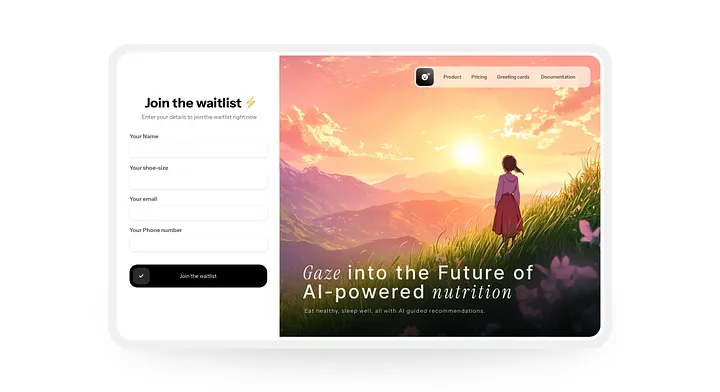 Join the waitlist ⚡
Enter your details to join the waitlist right now
Your Name
Your shoe-size
Your email
Your Phone number
Join the waitlist
Product Pricing Greeting cards Documentation
Gaze into the Future of
AI-powered nutrition
Eat healthy, sleep well, all with AI guided recommendations.